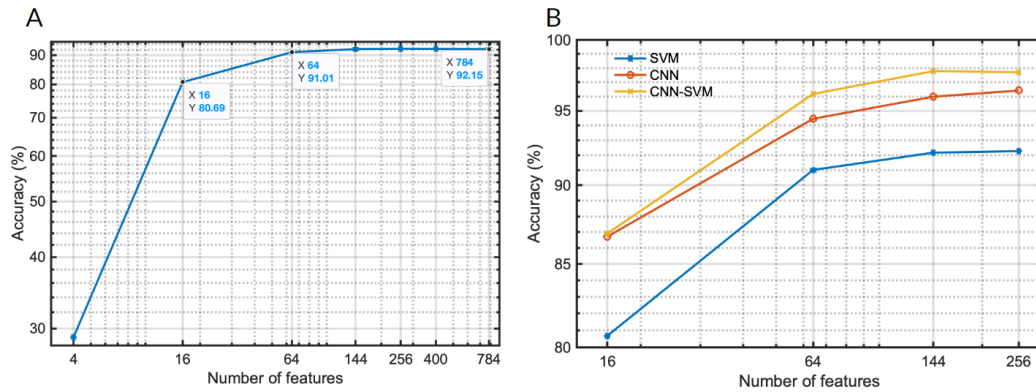 A
90
80
70
60
50
40
30
Accuracy (%)
X 16
Y 80.69
X 64
Y 91.01
X 784
Y 92.15
4 16 64 144 256 400 784
Number of features
B
100
95
90
85
80
Accuracy (%)
SVM
CNN
CNN-SVM
16 64 144 256
Number of features